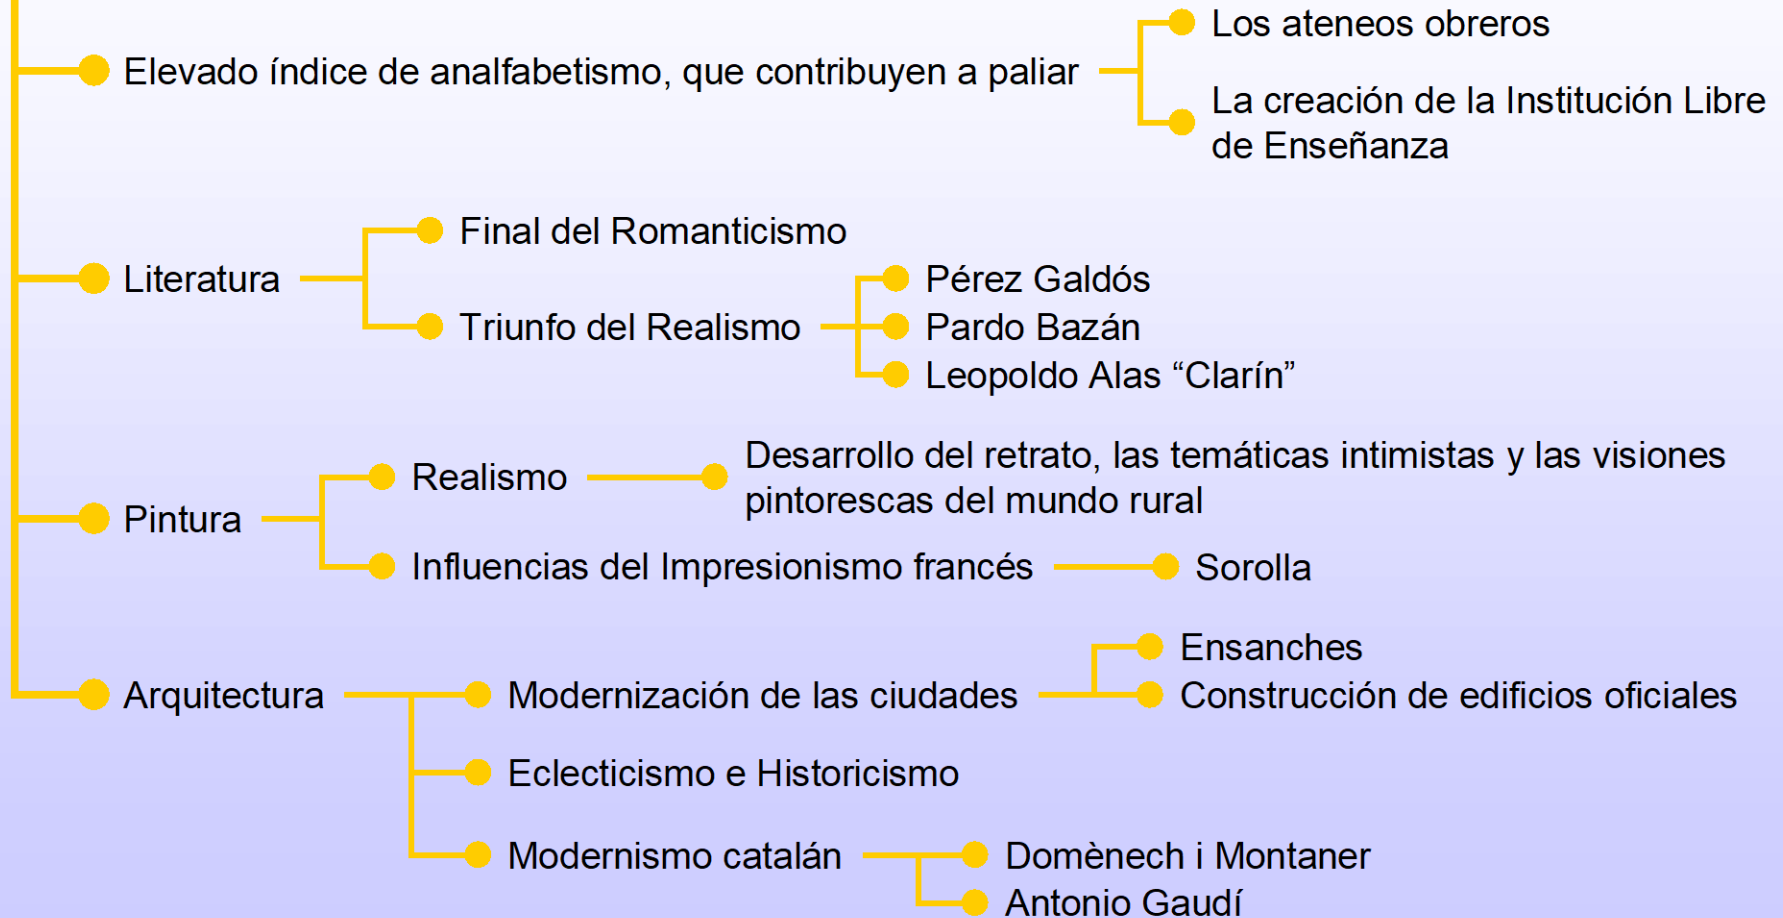 Los ateneos obreros
Elevado índice de analfabetismo, que contribuyen a paliar
La creación de la Institución Libre
de Enseñanza
Literatura
Final del Romanticismo
Triunfo del Realismo
Pérez Galdós
Pardo Bazán
Leopoldo Alas “Clarín”
Pintura
Realismo
Desarrollo del retrato, las temáticas intimistas y las visiones
pintorescas del mundo rural
Influencias del Impresionismo francés
Sorolla
Arquitectura
Modernización de las ciudades
Ensanches
Construcción de edificios oficiales
Eclecticismo e Historicismo
Modernismo catalán
Domènech i Montaner
Antonio Gaudí